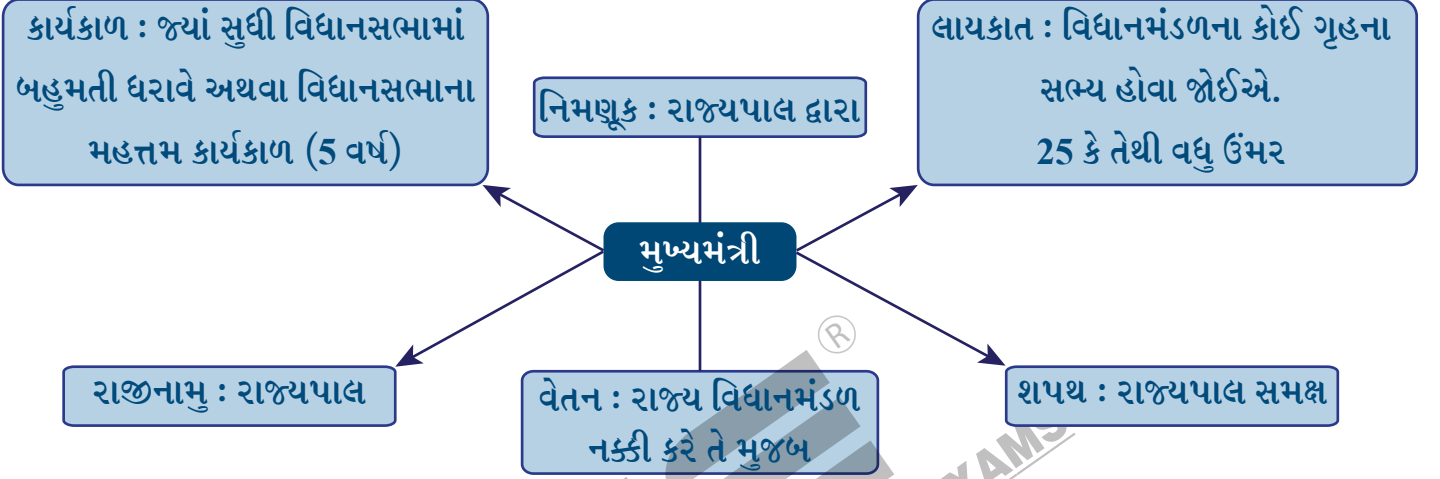 કાર્યકાળ : જ્યાં સુધી વિધાનસભામાં
બહુમતી ધરાવે અથવા વિધાનસભાના
મહત્તમ કાર્યકાળ (5 વર્ષ)
નિમણૂક : રાજ્યપાલ દ્વારા
લાયકાત : વિધાનમંડળના કોઈ ગૃહના
સભ્ય હોવા જોઈએ.
25 કે તેથી વધુ ઉંમર
મુખ્યમંત્રી
રાજીનામુ : રાજ્યપાલ
વેતન : રાજ્ય વિધાનમંડળ
નક્કી કરે તે મુજબ
શપથ : રાજ્યપાલ સમક્ષ
®